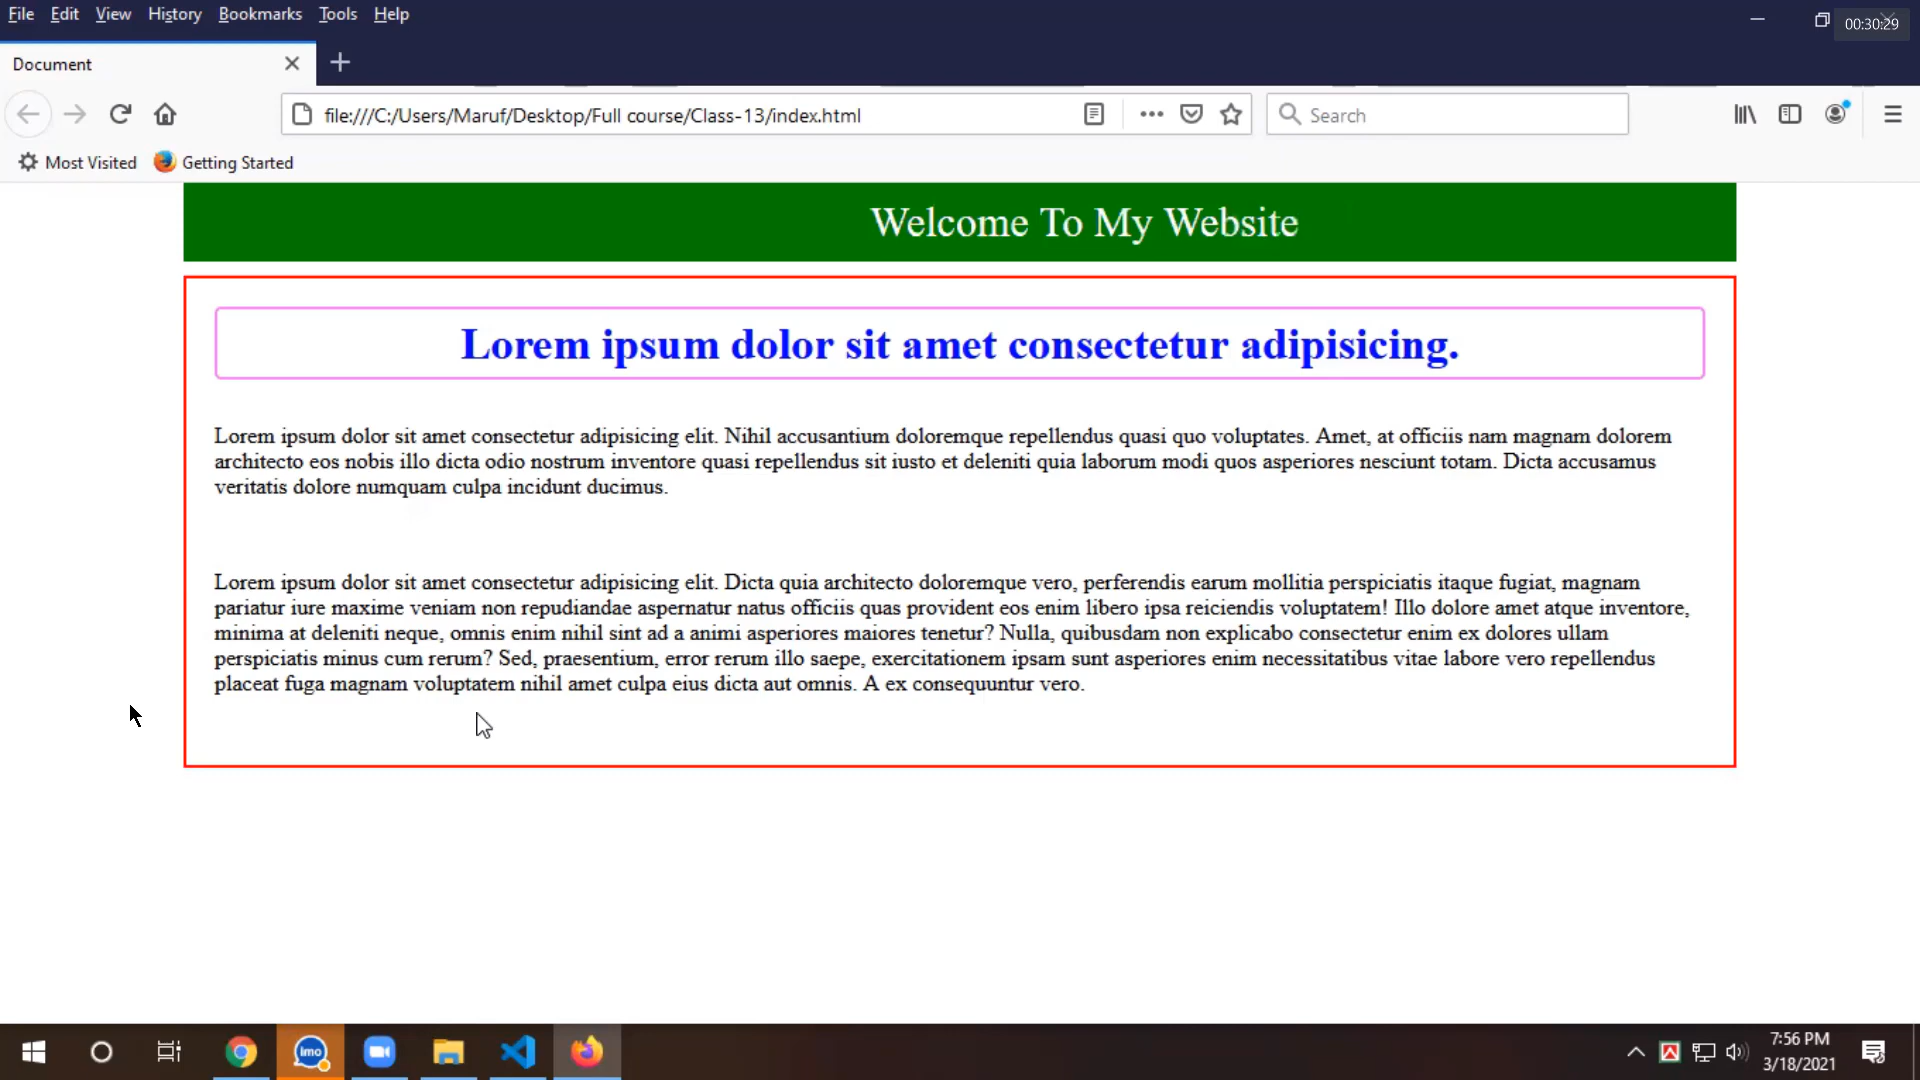 File Edit View History Bookmarks Tools Help
00:30:29
Document
file:///C:/Users/Maruf/Desktop/Full course/Class-13/index.html
Search
Most Visited Getting Started
Welcome To My Website
Lorem ipsum dolor sit amet consectetur adipisicing.
Lorem ipsum dolor sit amet consectetur adipisicing elit. Nihil accusantium doloremque repellendus quasi quo voluptates. Amet, at officiis nam magnam dolorem
architecto eos nobis illo dicta odio nostrum inventore quasi repellendus sit iusto et deleniti quia laborum modi quos asperiores nesciunt totam. Dicta accusamus
veritatis dolore numquam culpa incidunt ducimus.
Lorem ipsum dolor sit amet consectetur adipisicing elit. Dicta quia architecto doloremque vero, perferendis earum mollitia perspiciatis itaque fugiat, magnam
pariatur iure maxime veniam non repudiandae aspernatur natus officiis quas provident eos enim libero ipsa reiciendis voluptatem! Illo dolore amet atque inventore,
minima at deleniti neque, omnis enim nihil sint ad a animi asperiores maiores tenetur? Nulla, quibusdam non explicabo consectetur enim ex dolores ullam
perspiciatis minus cum rerum? Sed, praesentium, error rerum illo saepe, exercitationem ipsam sunt asperiores enim necessitatibus vitae labore vero repellendus
placeat fuga magnam voluptatem nihil amet culpa eius dicta aut omnis. A ex consequuntur vero.
imo
7:56 PM
3/18/2021